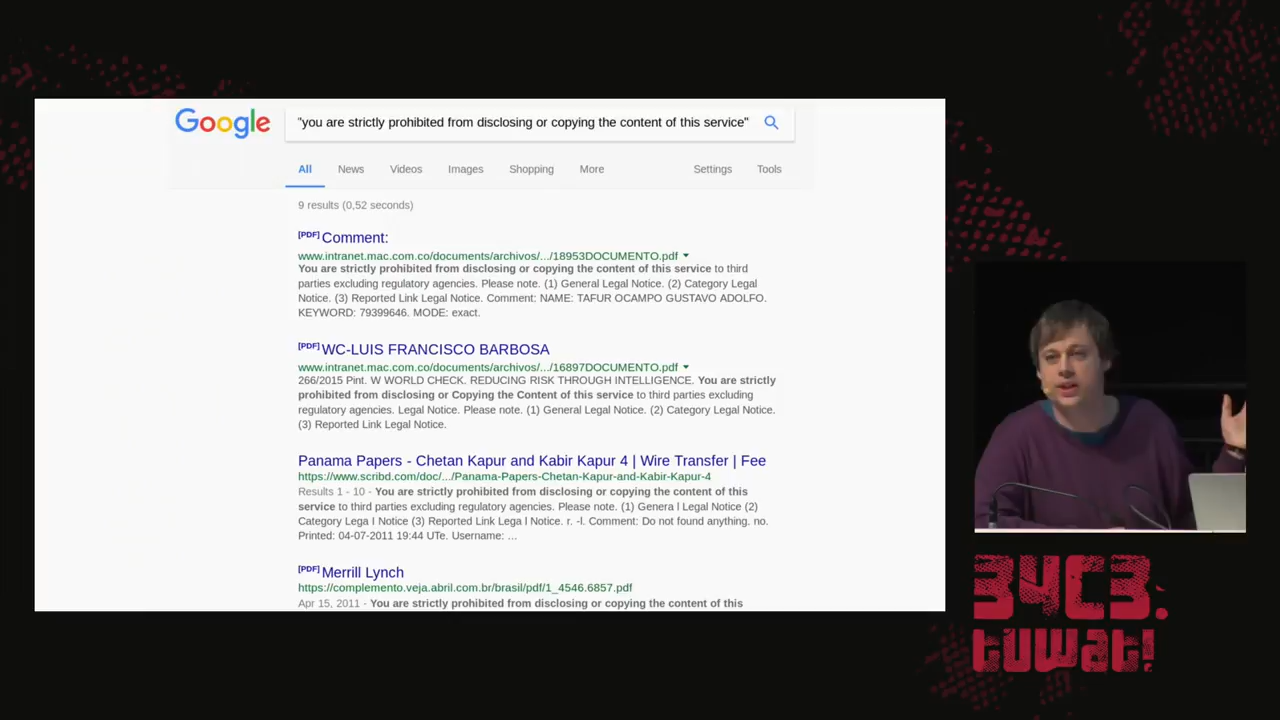 Google
"you are strictly prohibited from disclosing or copying the content of this service"
All News Videos Images Shopping More Settings Tools
9 results (0,52 seconds)
[PDF] Comment:
www.intranet.mac.com.co/documents/archivos/.../18953DOCUMENTO.pdf
You are strictly prohibited from disclosing or copying the content of this service to third
parties excluding regulatory agencies. Please note. (1) General Legal Notice. (2) Category Legal
Notice. (3) Reported Link Legal Notice. Comment: NAME: TAFUR OCAMPO GUSTAVO ADOLFO.
KEYWORD: 79399646. MODE: exact.
[PDF] WC-LUIS FRANCISCO BARBOSA
www.intranet.mac.com.co/documents/archivos/.../16897DOCUMENTO.pdf
266/2015 Pint. W WORLD CHECK. REDUCING RISK THROUGH INTELLIGENCE. You are strictly
prohibited from disclosing or Copying the Content of this service to third parties excluding
regulatory agencies. Legal Notice. Please note. (1) General Legal Notice. (2) Category Legal Notice.
(3) Reported Link Legal Notice.
Panama Papers - Chetan Kapur and Kabir Kapur 4 | Wire Transfer | Fee
https://www.scribd.com/doc/.../Panama-Papers-Chetan-Kapur-and-Kabir-Kapur-4
Results 1 - 10 - You are strictly prohibited from disclosing or copying the content of this
service to third parties excluding regulatory agencies. Please note. (1) Genera l Legal Notice (2)
Category Lega I Notice (3) Reported Link Lega l Notice. r. -l. Comment: Do not found anything. no.
Printed: 04-07-2011 19:44 UTe. Username: ...
[PDF] Merrill Lynch
https://complemento.veja.abril.com.br/brasil/pdf/1_4546.6857.pdf
Apr 15, 2011 - You are strictly prohibited from disclosing or copying the content of this
34C3.
tuwat!